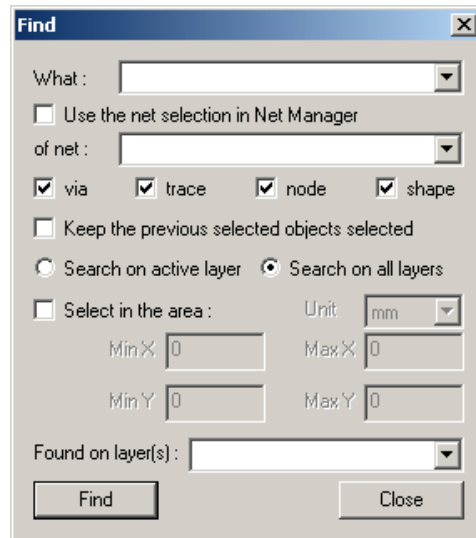 Find
What :
Use the net selection in Net Manager
of net :
via trace node shape
Keep the previous selected objects selected
Search on active layer Search on all layers
Select in the area : Unit mm
Min X 0 Max X 0
Min Y 0 Max Y 0
Found on layer(s) :
Find Close